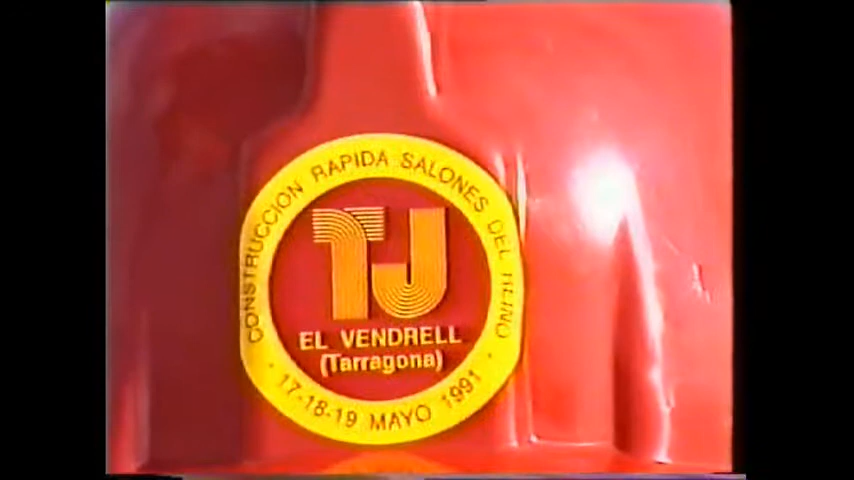 CONSTRUCCION RAPIDA SALONES DEL REINO
TJ
EL VENDRELL
(Tarragona)
· 17-18-19 MAYO 1991 ·